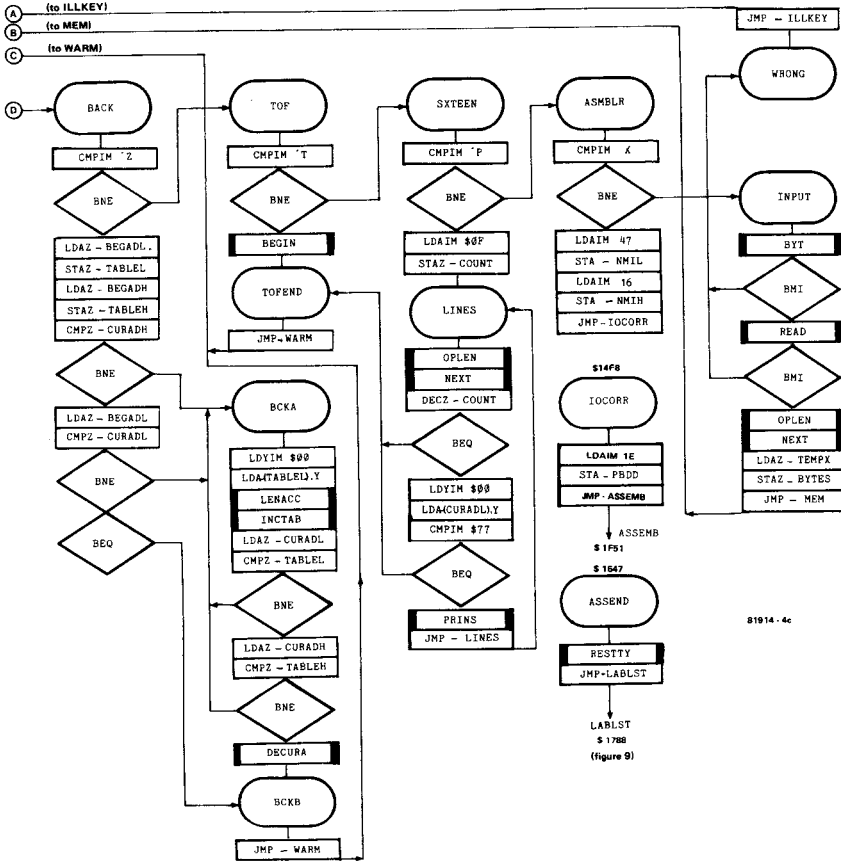 A (to ILLKEY)
B (to MEM)
C (to WARM)
D
BACK
CMPIM 'Z
BNE
LDAZ – BEGADL.
STAZ – TABLEL
LDAZ – BEGADH
STAZ – TABLEH
CMPZ – CURADH
BNE
LDAZ – BEGADL
CMPZ – CURADL
BNE
BEQ
TOF
CMPIM 'T
BNE
BEGIN
TOFEND
JMP – WARM
BCKA
LDYIM $00
LDA(TABLEL).Y
LENACC
INCTAB
LDAZ – CURADL
CMPZ – TABLEL
BNE
LDAZ – CURADH
CMPZ – TABLEH
BNE
DECURA
BCKB
JMP – WARM
SXTEEN
CMPIM 'P
BNE
LDAIM $0F
STAZ – COUNT
LINES
OPLEN
NEXT
DECZ – COUNT
BEQ
LDYIM $00
LDA(CURADL),Y
CMPIM $77
BEQ
PRINS
JMP – LINES
ASMBLR
CMPIM X
BNE
LDAIM 47
STA – NMIL
LDAIM 16
STA – NMIH
JMP – IOCORR
$14F8
IOCORR
LDAIM 1E
STA – PBDD
JMP - ASSEMB
ASSEMB
$ 1F51
$ 1647
ASSEND
RESTTY
JMP – LABLST
LABLST
$ 1788
(figure 9)
JMP – ILLKEY
WRONG
INPUT
BYT
BMI
READ
BMI
OPLEN
NEXT
LDAZ – TEMPX
STAZ – BYTES
JMP – MEM
81914 - 4c